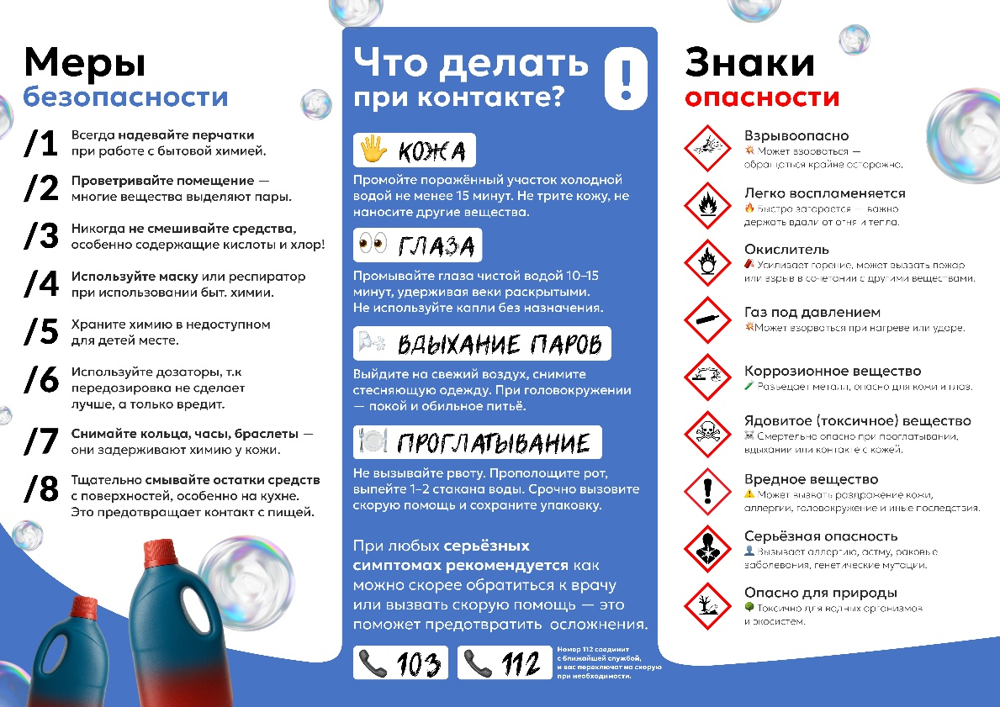 Меры
безопасности
/1
Всегда надевайте перчатки
при работе с бытовой химией.
/2
Проветривайте помещение —
многие вещества выделяют пары.
/3
Никогда не смешивайте средства,
особенно содержащие кислоты и хлор!
/4
Используйте маску или респиратор
при использовании быт. химии.
/5
Храните химию в недоступном
для детей месте.
/6
Используйте дозаторы, т.к
передозировка не сделает
лучше, а только вредит.
/7
Снимайте кольца, часы, браслеты —
они задерживают химию у кожи.
/8
Тщательно смывайте остатки средств
с поверхностей, особенно на кухне.
Это предотвращает контакт с пищей.
Что делать
при контакте?
!
КОЖА
Промойте поражённый участок холодной
водой не менее 15 минут. Не трите кожу, не
наносите другие вещества.
ГЛАЗА
Промывайте глаза чистой водой 10–15
минут, удерживая веки раскрытыми.
Не используйте капли без назначения.
ВДЫХАНИЕ ПАРОВ
Выйдите на свежий воздух, снимите
стесняющую одежду. При головокружении
— покой и обильное питьё.
ПРОГЛАТЫВАНИЕ
Не вызывайте рвоту. Прополощите рот,
выпейте 1–2 стакана воды. Срочно вызовите
скорую помощь и сохраните упаковку.
При любых серьёзных
симптомах рекомендуется как
можно скорее обратиться к врачу
или вызвать скорую помощь — это
поможет предотвратить осложнения.
103
112
Номер 112 соединит
с ближайшей службой,
и вас переключат на скорую
при необходимости.
Знаки
опасности
Взрывоопасно
💥 Может взорваться —
обращаться крайне осторожно.
Легко воспламеняется
🔥 Быстро загорается — важно
держать вдали от огня и тепла.
Окислитель
🧨 Усиливает горение, может вызвать пожар
или взрыв в сочетании с другими веществами.
Газ под давлением
💥Может взорваться при нагреве или ударе.
Коррозионное вещество
🧪 Разъедает металл, опасно для кожи и глаз.
Ядовитое (токсичное) вещество
☠️ Смертельно опасно при проглатывании,
вдыхании или контакте с кожей.
Вредное вещество
⚠️ Может вызвать раздражение кожи,
аллергии, головокружение и иные последствия.
Серьёзная опасность
👤 Вызывает аллергию, астму, раковые
заболевания, генетические мутации.
Опасно для природы
🌳 Токсично для водных организмов
и экосистем.